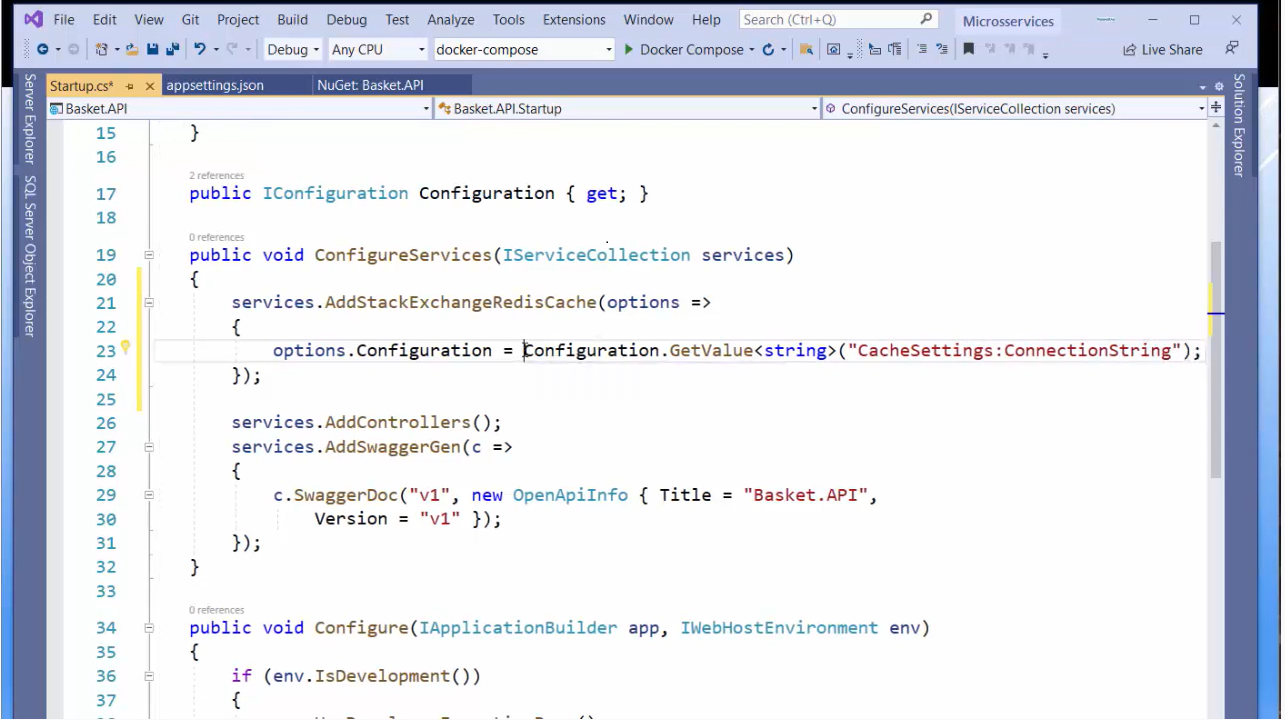 File Edit View Git Project Build Debug Test Analyze Tools Extensions Window Help Search (Ctrl+Q) Microservices
Debug Any CPU docker-compose Docker Compose Live Share
Startup.cs* appsettings.json NuGet: Basket.API
Basket.API Basket.API.Startup ConfigureServices(IServiceCollection services)
Server Explorer
SQL Server Object Explorer
Solution Explorer
15 }
16
2 references
17 public IConfiguration Configuration { get; }
18
0 references
19 public void ConfigureServices(IServiceCollection services)
20 {
21 services.AddStackExchangeRedisCache(options =>
22 {
23 options.Configuration = Configuration.GetValue<string>("CacheSettings:ConnectionString");
24 });
25
26 services.AddControllers();
27 services.AddSwaggerGen(c =>
28 {
29 c.SwaggerDoc("v1", new OpenApiInfo { Title = "Basket.API",
30 Version = "v1" });
31 });
32 }
33
0 references
34 public void Configure(IApplicationBuilder app, IWebHostEnvironment env)
35 {
36 if (env.IsDevelopment())
37 {